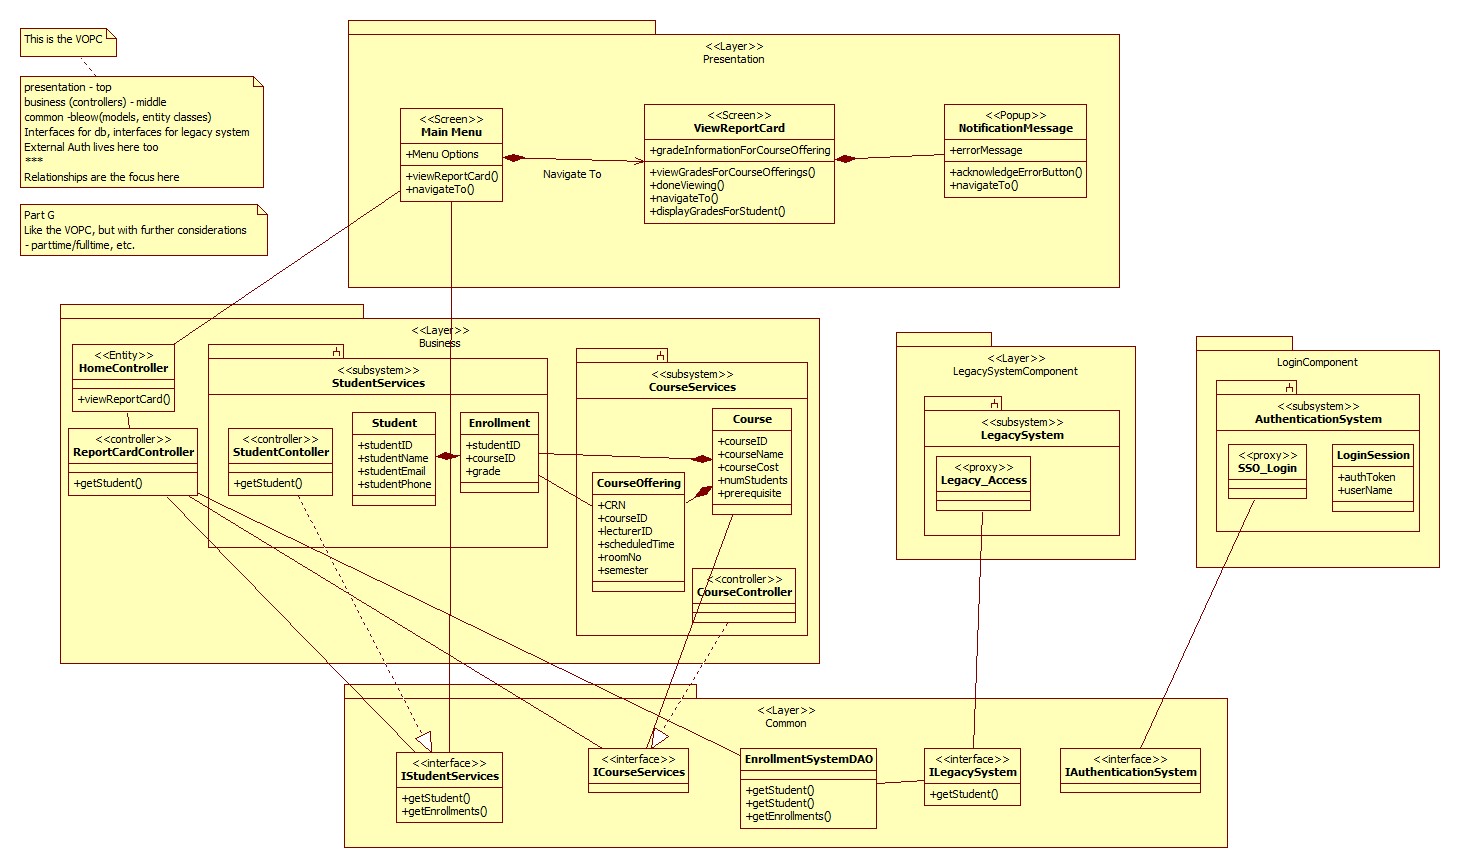 This is the VOPC
presentation - top
business (controllers) - middle
common -bleow(models, entity classes)
Interfaces for db, interfaces for legacy system
External Auth lives here too
***
Relationships are the focus here
Part G
Like the VOPC, but with further considerations
- parttime/fulltime, etc.
<<Layer>>
Presentation
<<Screen>>
Main Menu
+Menu Options
+viewReportCard()
+navigateTo()
Navigate To
<<Screen>>
ViewReportCard
+gradeInformationForCourseOffering
+viewGradesForCourseOfferings()
+doneViewing()
+navigateTo()
+displayGradesForStudent()
<<Popup>>
NotificationMessage
+errorMessage
+acknowledgeErrorButton()
+navigateTo()
<<Layer>>
Business
<<Entity>>
HomeController
+viewReportCard()
<<controller>>
ReportCardController
+getStudent()
<<subsystem>>
StudentServices
<<controller>>
StudentContoller
+getStudent()
Student
+studentID
+studentName
+studentEmail
+studentPhone
Enrollment
+studentID
+courseID
+grade
<<subsystem>>
CourseServices
Course
+courseID
+courseName
+courseCost
+numStudents
+prerequisite
CourseOffering
+CRN
+courseID
+lecturerID
+scheduledTime
+roomNo
+semester
<<controller>>
CourseController
<<Layer>>
LegacySystemComponent
<<subsystem>>
LegacySystem
<<proxy>>
Legacy_Access
LoginComponent
<<subsystem>>
AuthenticationSystem
<<proxy>>
SSO_Login
LoginSession
+authToken
+userName
<<Layer>>
Common
<<interface>>
IStudentServices
+getStudent()
+getEnrollments()
<<interface>>
ICourseServices
EnrollmentSystemDAO
+getStudent()
+getStudent()
+getEnrollments()
<<interface>>
ILegacySystem
+getStudent()
<<interface>>
IAuthenticationSystem